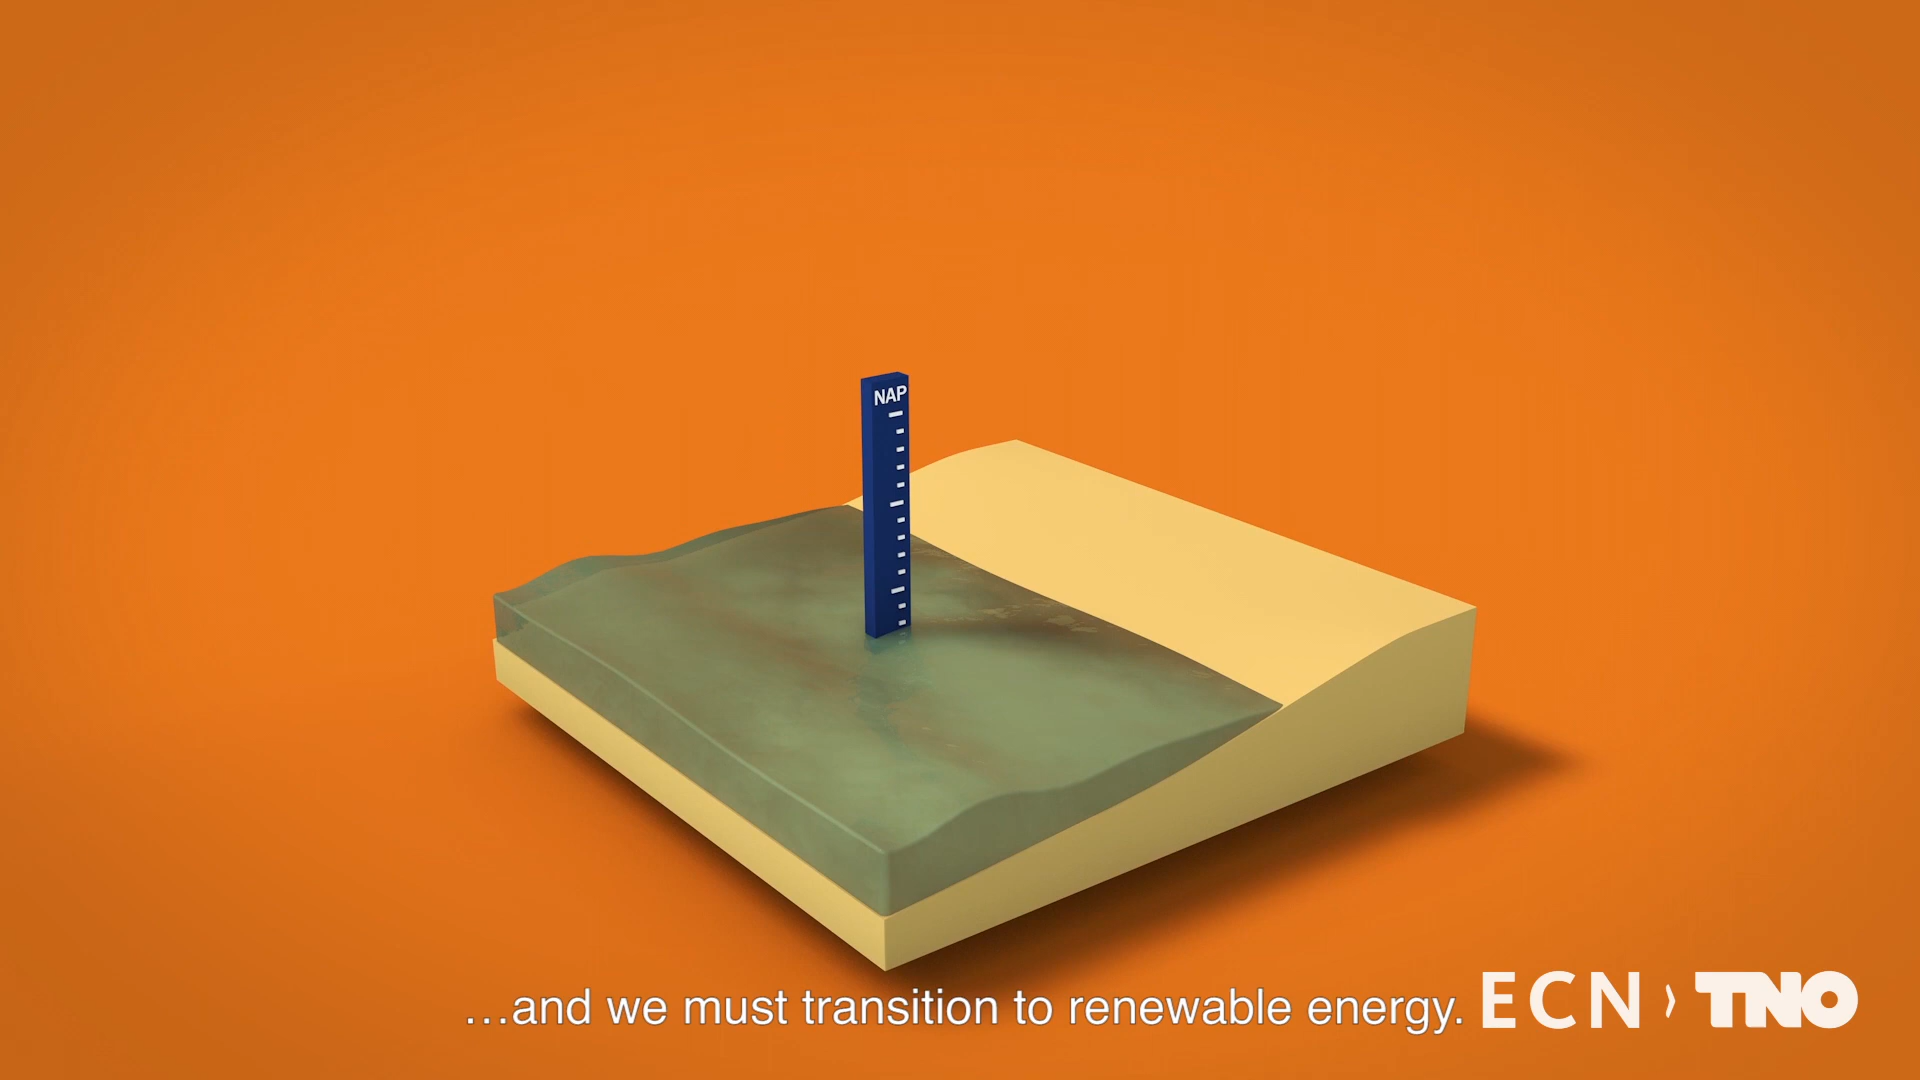 NAP
…and we must transition to renewable energy.
ECN › TNO